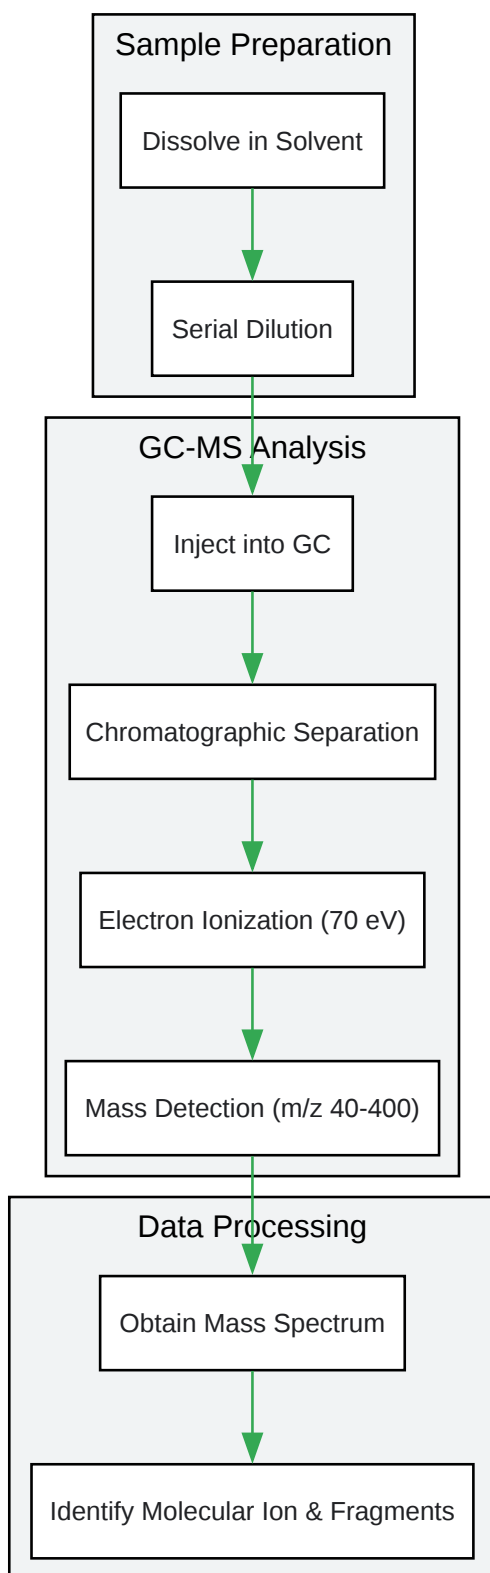 Sample Preparation
Dissolve in Solvent
Serial Dilution
GC-MS Analysis
Inject into GC
Chromatographic Separation
Electron Ionization (70 eV)
Mass Detection (m/z 40-400)
Data Processing
Obtain Mass Spectrum
Identify Molecular Ion & Fragments